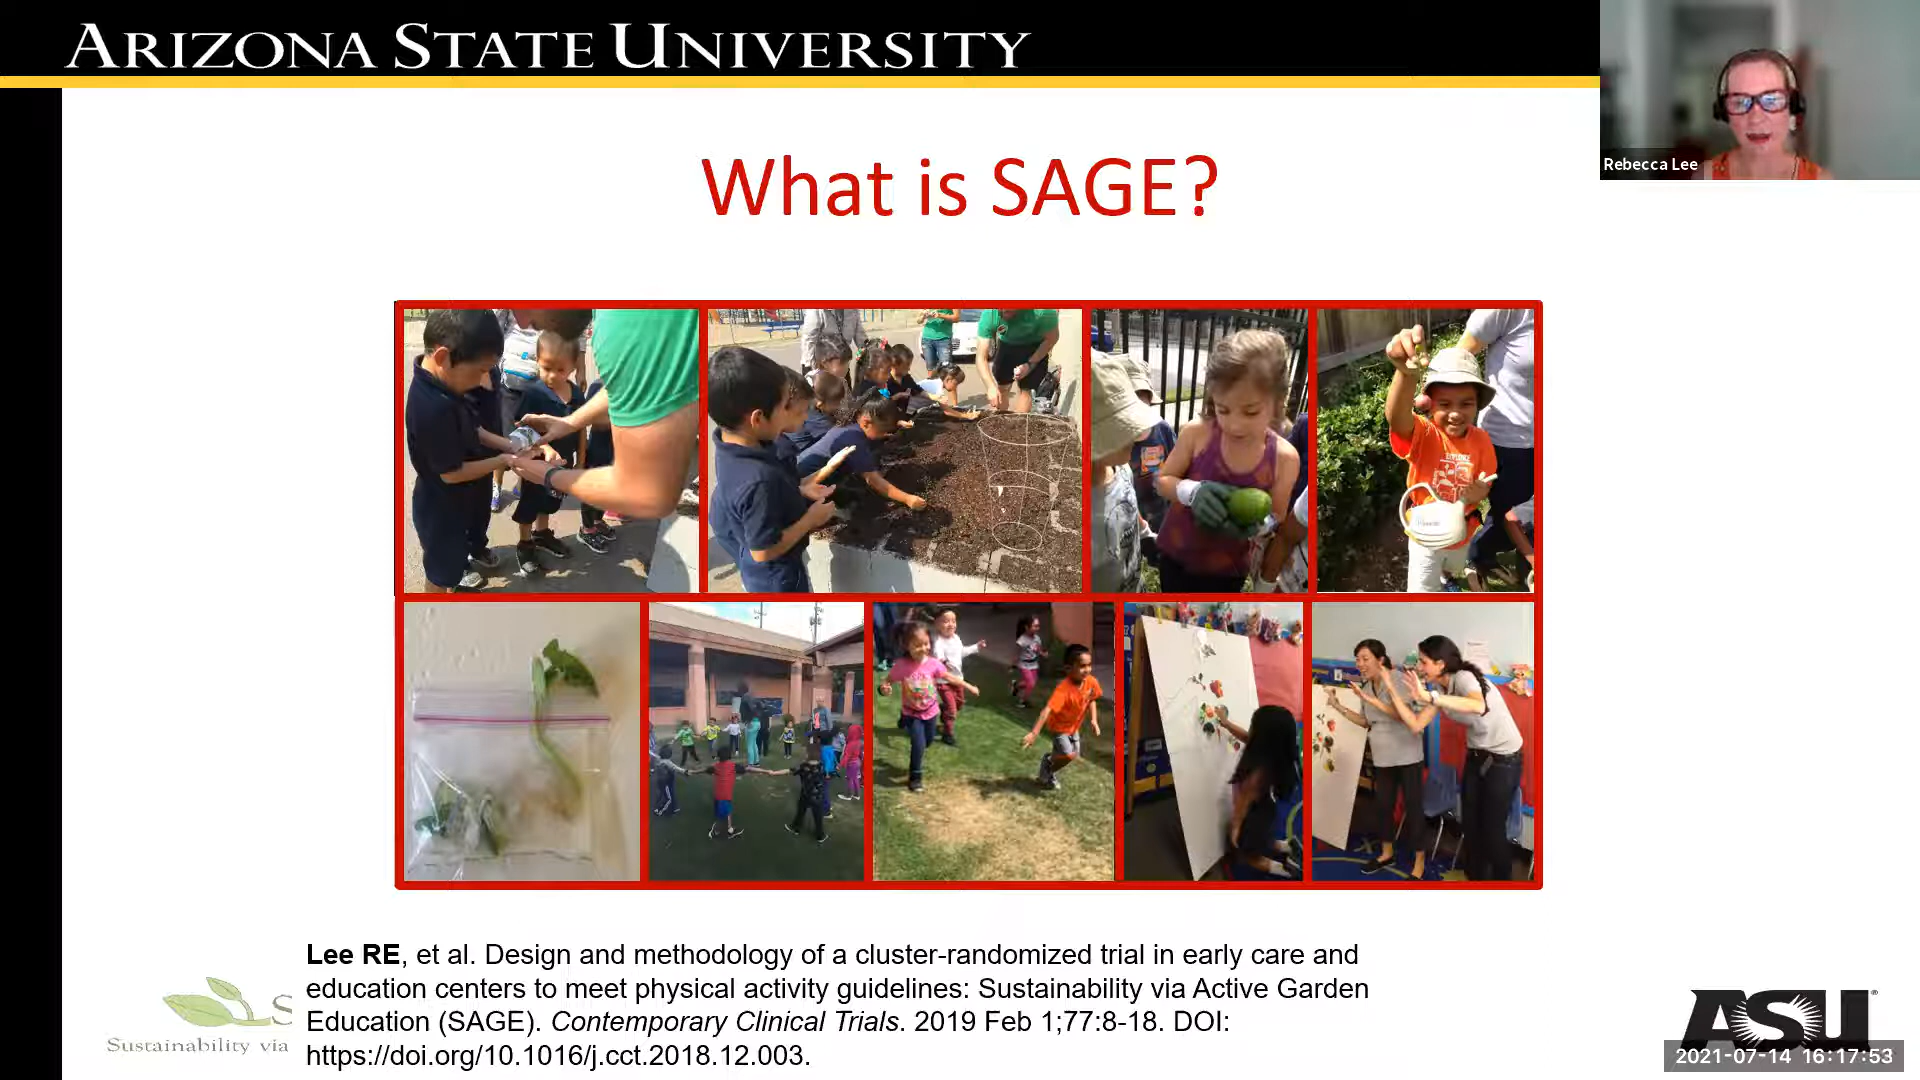 ARIZONA STATE UNIVERSITY
Rebecca Lee
What is SAGE?
Lee RE, et al. Design and methodology of a cluster-randomized trial in early care and
education centers to meet physical activity guidelines: Sustainability via Active Garden
Education (SAGE). Contemporary Clinical Trials. 2019 Feb 1;77:8-18. DOI:
https://doi.org/10.1016/j.cct.2018.12.003.
S
Sustainability via
ASU
2021-07-14 16:17:53